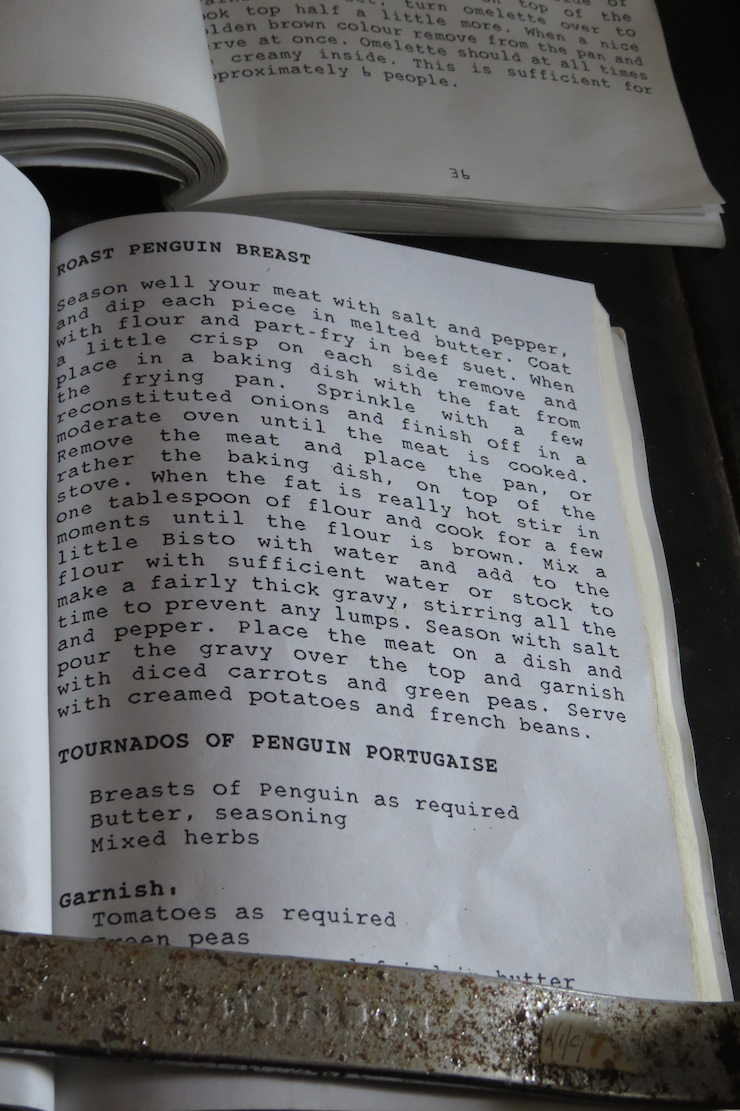 top of the
turn omelette over to
top half a little more. When a nice
brown colour remove from the pan and
at once. Omelette should at all times
creamy inside. This is sufficient for
6 people.
36
ROAST PENGUIN BREAST
Season well your meat with salt and pepper,
and dip each piece in melted butter. Coat
with flour and part-fry in beef suet. When
a little crisp on each side remove and
place in a baking dish with the fat from
the frying pan. Sprinkle with a few
reconstituted onions and finish off in a
moderate oven until the meat is cooked.
Remove the meat and place the pan, or
rather the baking dish, on top of the
stove. When the fat is really hot stir in
one tablespoon of flour and cook for a few
moments until the flour is brown. Mix a
little Bisto with water and add to the
flour with sufficient water or stock to
make a fairly thick gravy, stirring all the
time to prevent any lumps. Season with salt
and pepper. Place the meat on a dish and
pour the gravy over the top and garnish
with diced carrots and green peas. Serve
with creamed potatoes and french beans.
TOURNADOS OF PENGUIN PORTUGAISE
Breasts of Penguin as required
Butter, seasoning
Mixed herbs
Garnish:
Tomatoes as required
Green peas
butter